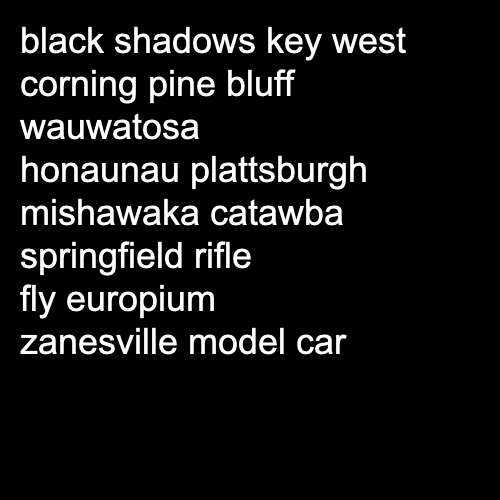 black shadows key west
corning pine bluff
wauwatosa
honaunau plattsburgh
mishawaka catawba
springfield rifle
fly europium
zanesville model car